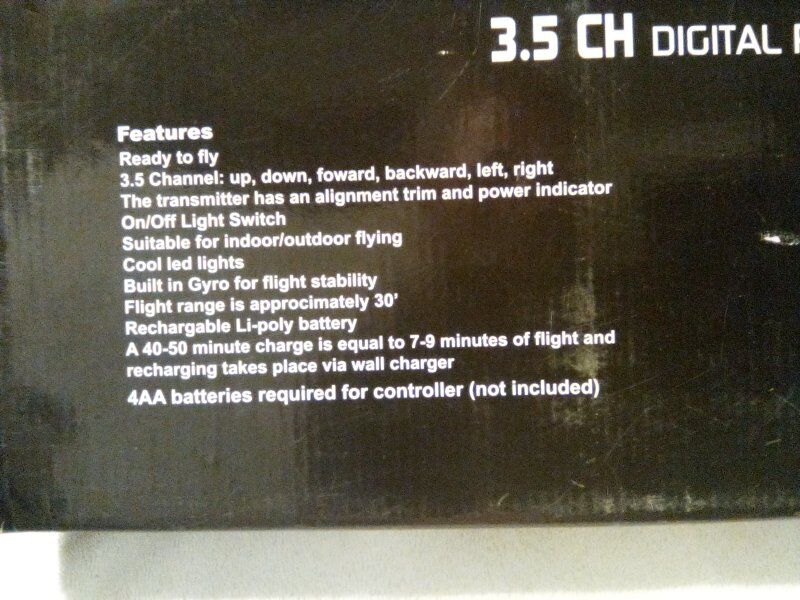 3.5 CH DIGITAL
Features
Ready to fly
3.5 Channel: up, down, foward, backward, left, right
The transmitter has an alignment trim and power indicator
On/Off Light Switch
Suitable for indoor/outdoor flying
Cool led lights
Built in Gyro for flight stability
Flight range is approcimately 30'
Rechargable Li-poly battery
A 40-50 minute charge is equal to 7-9 minutes of flight and
recharging takes place via wall charger
4AA batteries required for controller (not included)